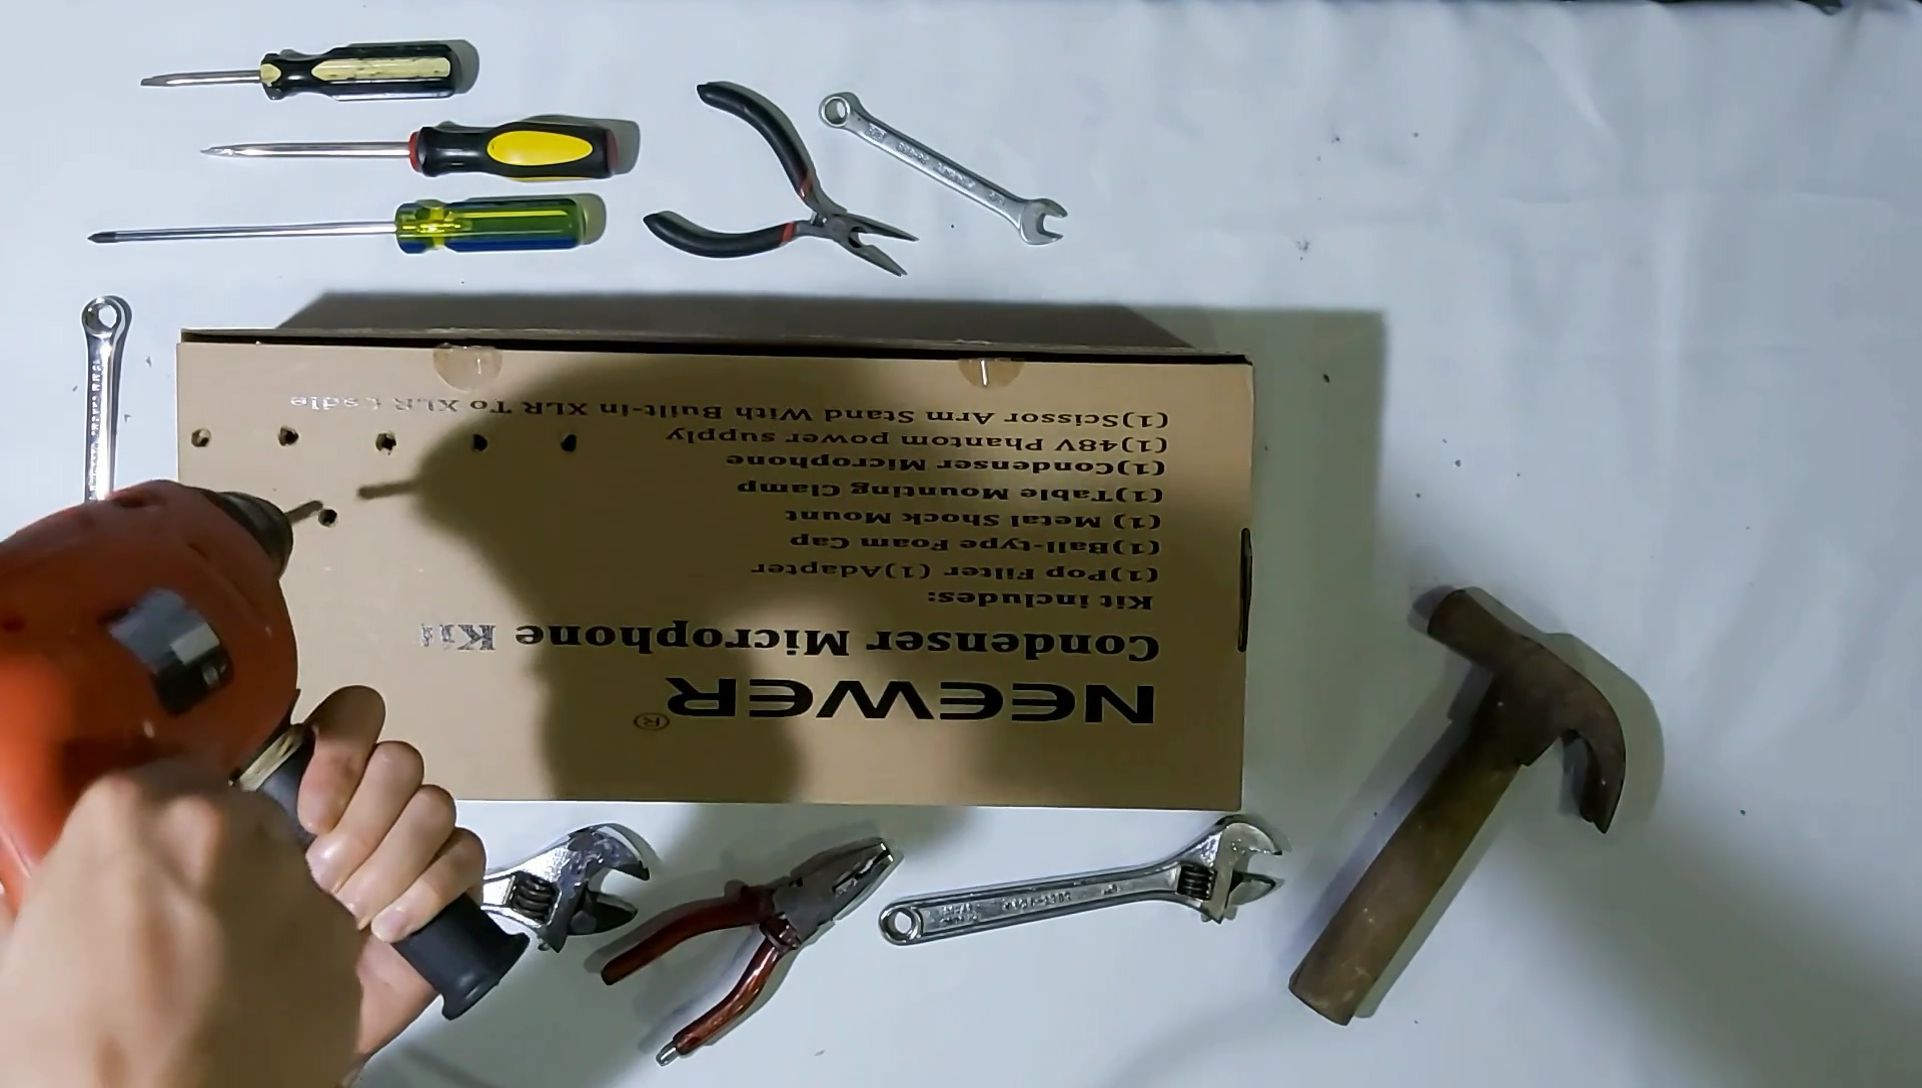 NEEWER®
Condenser Microphone Kit
Kit includes:
(1)Pop Filter (1)Adapter
(1)Ball-type Foam Cap
(1) Metal Shock Mount
(1)Table Mounting Clamp
(1)Condenser Microphone
(1)48V Phantom power supply
(1)Scissor Arm Stand With Built-in XLR To XLR Cable